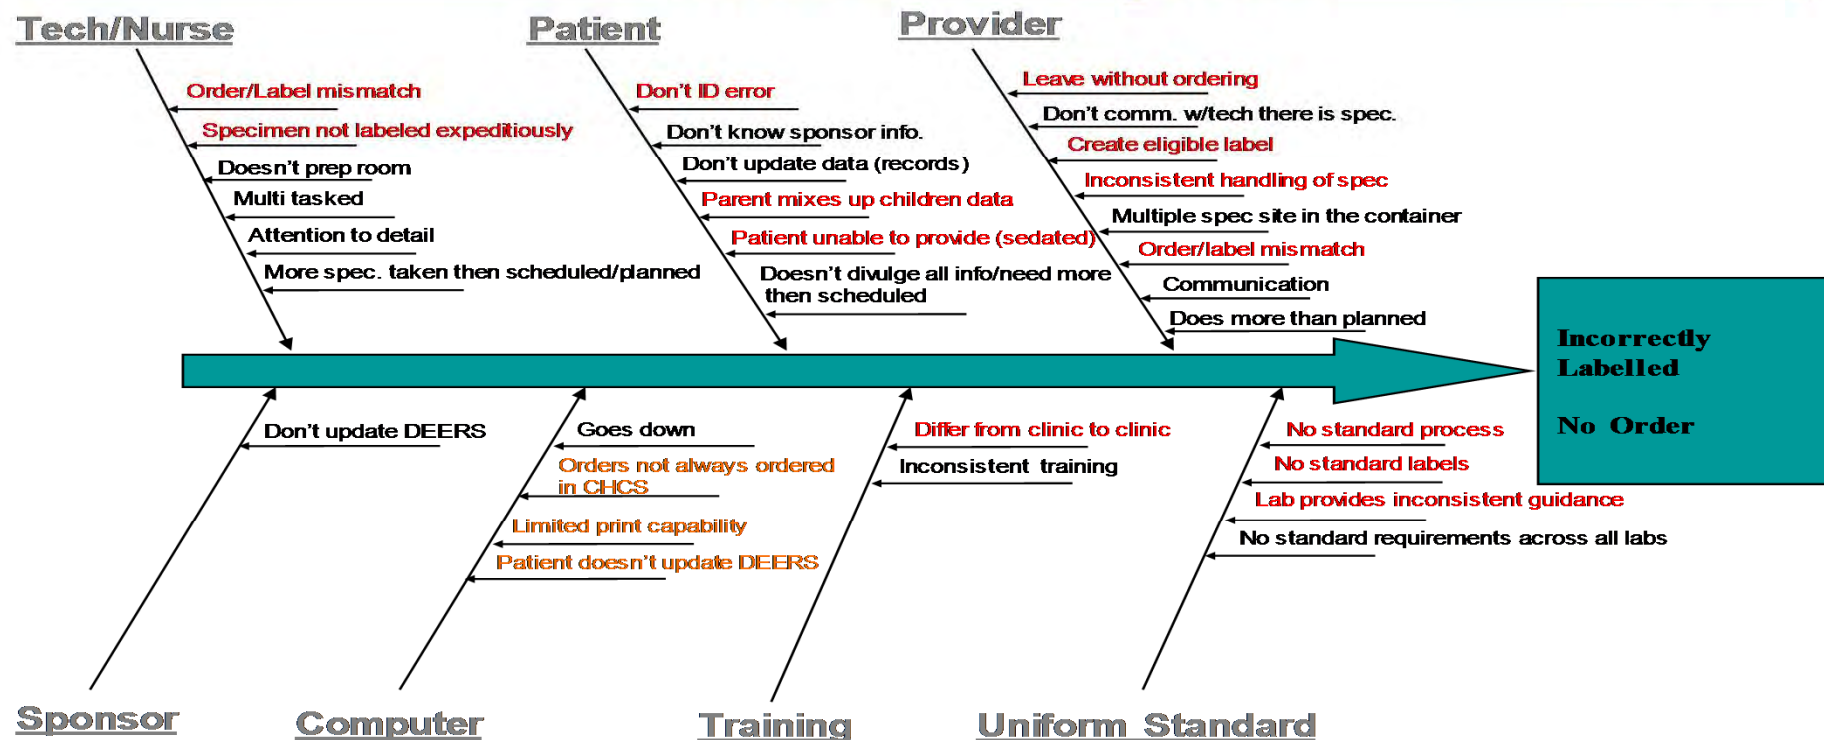 Tech/Nurse
Order/Label mismatch
Specimen not labeled expeditiously
Doesn't prep room
Multi tasked
Attention to detail
More spec. taken then scheduled/planned
Patient
Don't ID error
Don't know sponsor info.
Don't update data (records)
Parent mixes up children data
Patient unable to provide (sedated)
Doesn't divulge all info/need more
then scheduled
Provider
Leave without ordering
Don't comm. w/tech there is spec.
Create eligible label
Inconsistent handling of spec
Multiple spec site in the container
Order/label mismatch
Communication
Does more than planned
Incorrectly
Labelled
No Order
Don't update DEERS
Sponsor
Goes down
Orders not always ordered
in CHCS
Limited print capability
Patient doesn't update DEERS
Computer
Differ from clinic to clinic
Inconsistent training
Training
No standard process
No standard labels
Lab provides inconsistent guidance
No standard requirements across all labs
Uniform Standard